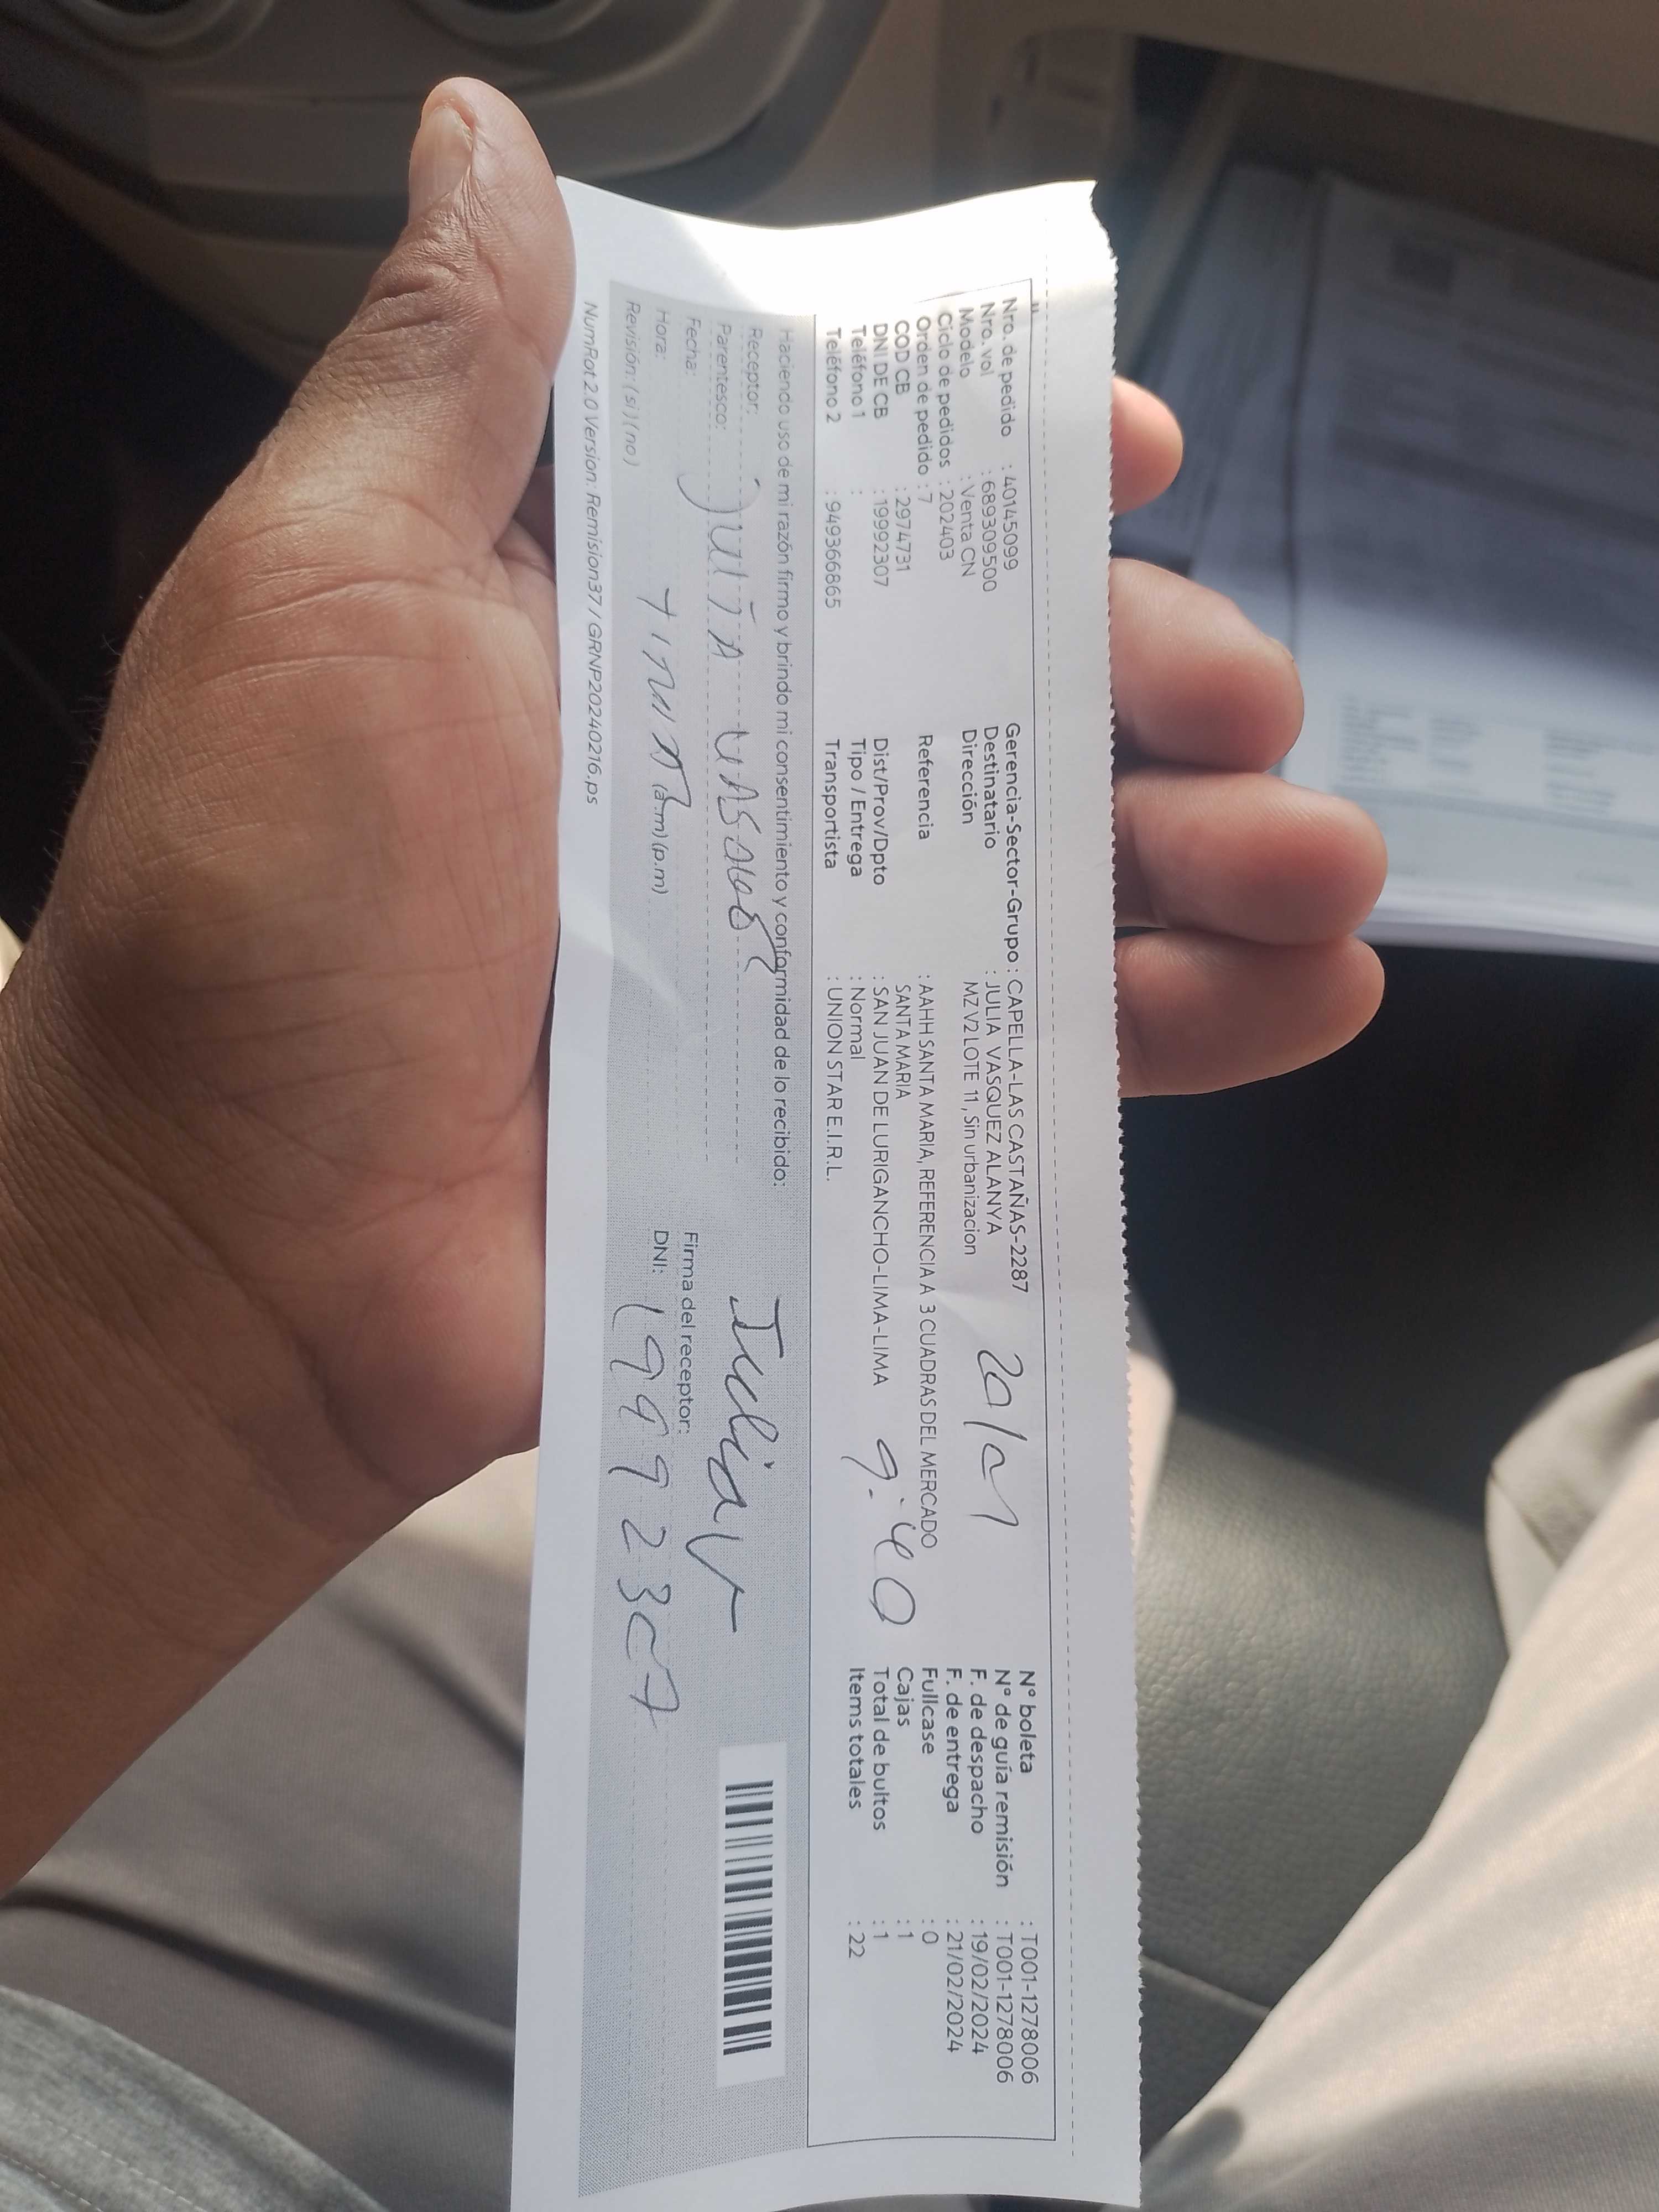 Nro. de pedido : 40145099
Nro. vol : 689309500
Modelo : Venta CN
Ciclo de pedidos : 202403
Orden de pedido : 7
COD CB : 2974731
DNI DE CB : 19992307
Teléfono 1 :
Teléfono 2 : 949366865
Gerencia-Sector-Grupo : CAPELLA-LAS CASTAÑAS-2287
Destinatario : JULIA VASQUEZ ALANYA
Dirección MZ V2 LOTE 11, Sin urbanizacion
Referencia : AAHH SANTA MARIA, REFERENCIA A 3 CUADRAS DEL MERCADO
SANTA MARIA
Dist/Prov/Dpto : SAN JUAN DE LURIGANCHO-LIMA-LIMA
Tipo / Entrega : Normal
Transportista : UNION STAR E.I.R.L.
9:40
N° boleta : T001-1278006
N° de guía remisión : T001-1278006
F. de despacho : 19/02/2024
F. de entrega : 21/02/2024
Fullcase : 0
Cajas : 1
Total de bultos : 1
Items totales : 22
Haciendo uso de mi razón firmo y brindo mi consentimiento y conformidad de lo recibido:
Receptor:
Parentesco:
Fecha:
Hora: (a.m) (p.m)
Revisión: (si) (no)
Julia V
Firma del receptor:
DNI: 19992307
NumRot 2.0 Version: Remision37 / GRNP20240216.ps